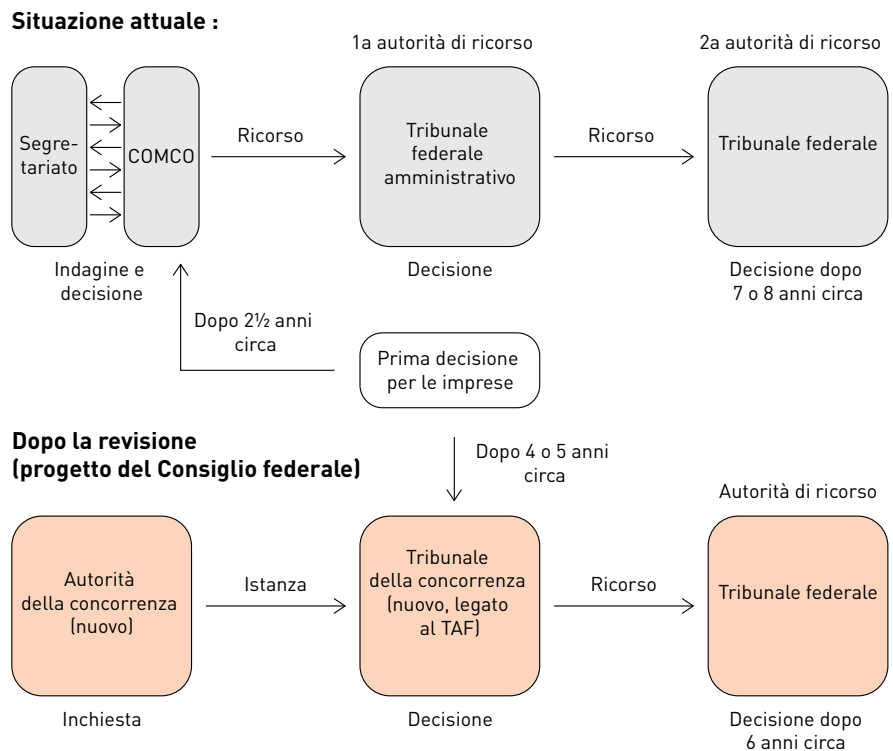 Situazione attuale :
1a autorità di ricorso
2a autorità di ricorso
Segre-
tariato
COMCO
Ricorso
Tribunale
federale
amministrativo
Ricorso
Tribunale federale
Indagine e
decisione
Decisione
Decisione dopo
7 o 8 anni circa
Dopo 2½ anni
circa
Prima decisione
per le imprese
Dopo la revisione
(progetto del Consiglio federale)
Dopo 4 o 5 anni
circa
Autorità di ricorso
Autorità
della concorrenza
(nuovo)
Istanza
Tribunale
della concorrenza
(nuovo, legato
al TAF)
Ricorso
Tribunale federale
Inchiesta
Decisione
Decisione dopo
6 anni circa